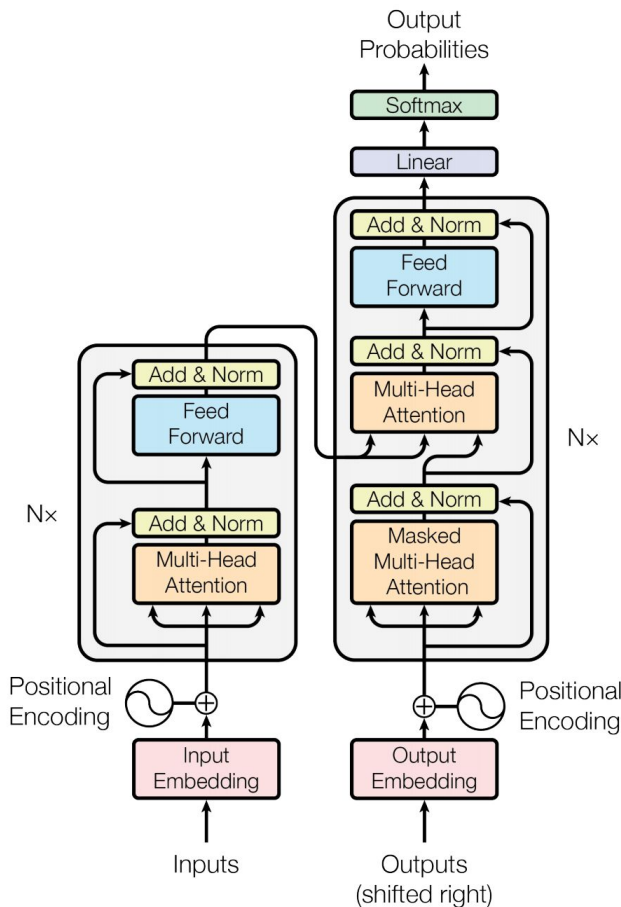 Output
Probabilities
Softmax
Linear
Add & Norm
Feed
Forward
Add & Norm
Multi-Head
Attention
Add & Norm
Masked
Multi-Head
Attention
Nx
Add & Norm
Feed
Forward
Add & Norm
Multi-Head
Attention
Nx
Positional
Encoding
Positional
Encoding
Input
Embedding
Output
Embedding
Inputs
Outputs
(shifted right)